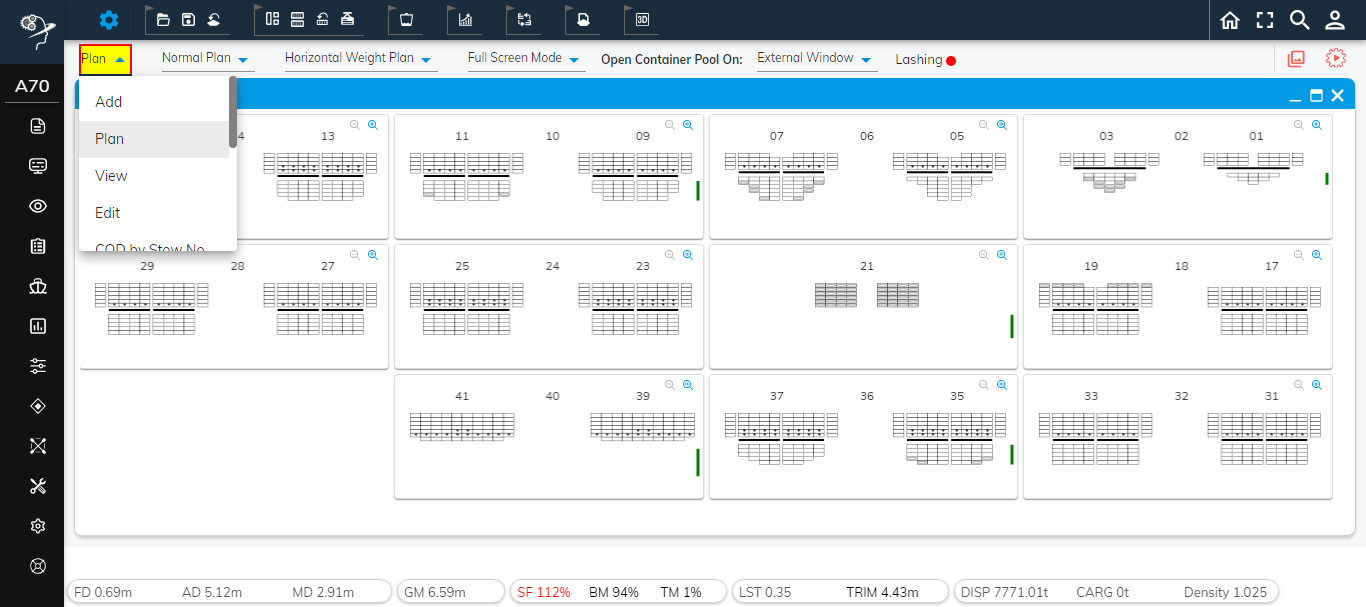 3D
A70
Plan
Normal Plan
Horizontal Weight Plan
Full Screen Mode
Open Container Pool On:
External Window
Lashing
Add
Plan
View
Edit
COD by Stow No
4 13
11 10 09
07 06 05
03 02 01
29 28 27
25 24 23
21
19 18 17
41 40 39
37 36 35
33 32 31
FD 0.69m AD 5.12m MD 2.91m
GM 6.59m
SF 112% BM 94% TM 1%
LST 0.35 TRIM 4.43m
DISP 7771.01t CARG 0t Density 1.025